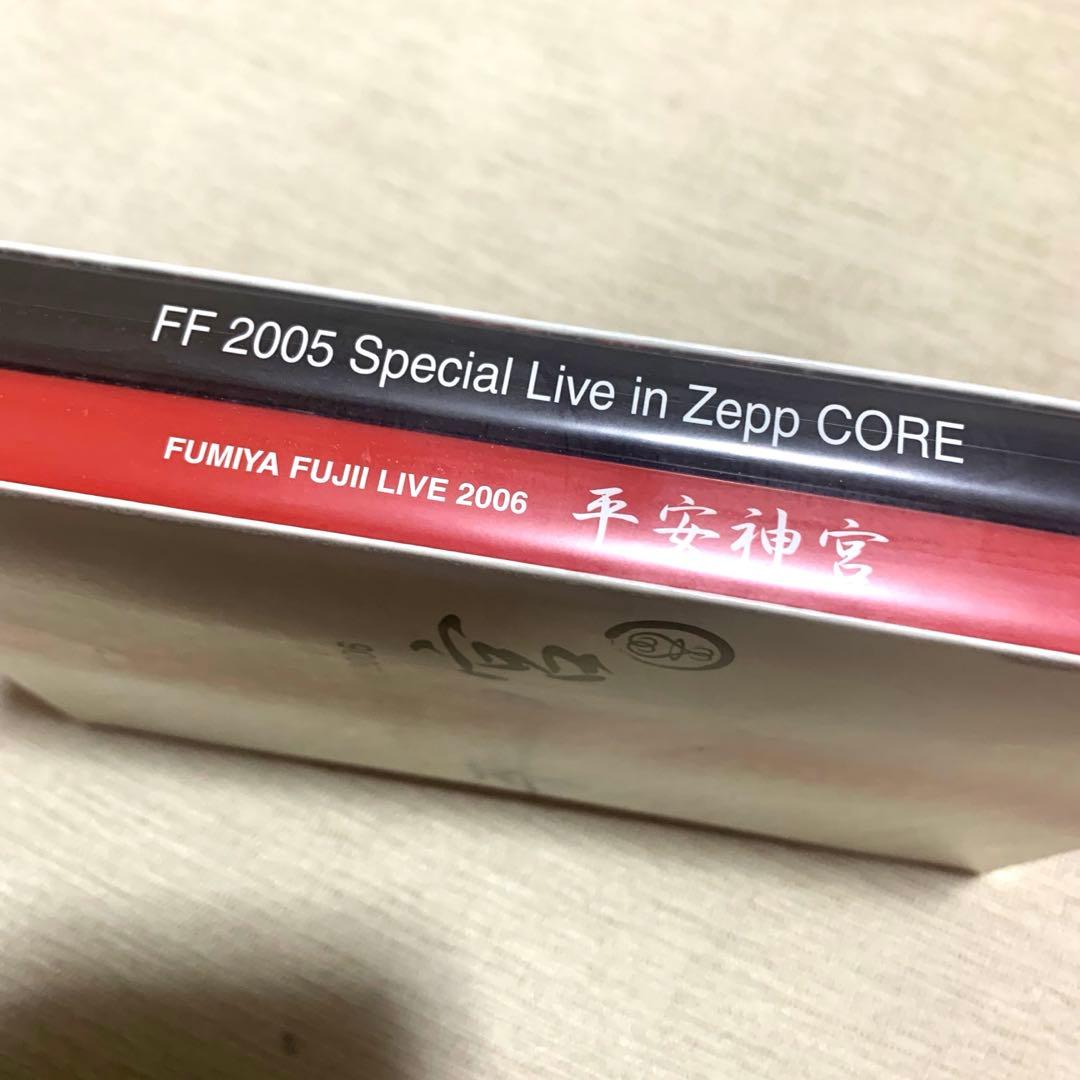 FF 2005 Special Live in Zepp CORE
FUMIYA FUJII LIVE 2006 平安神宮